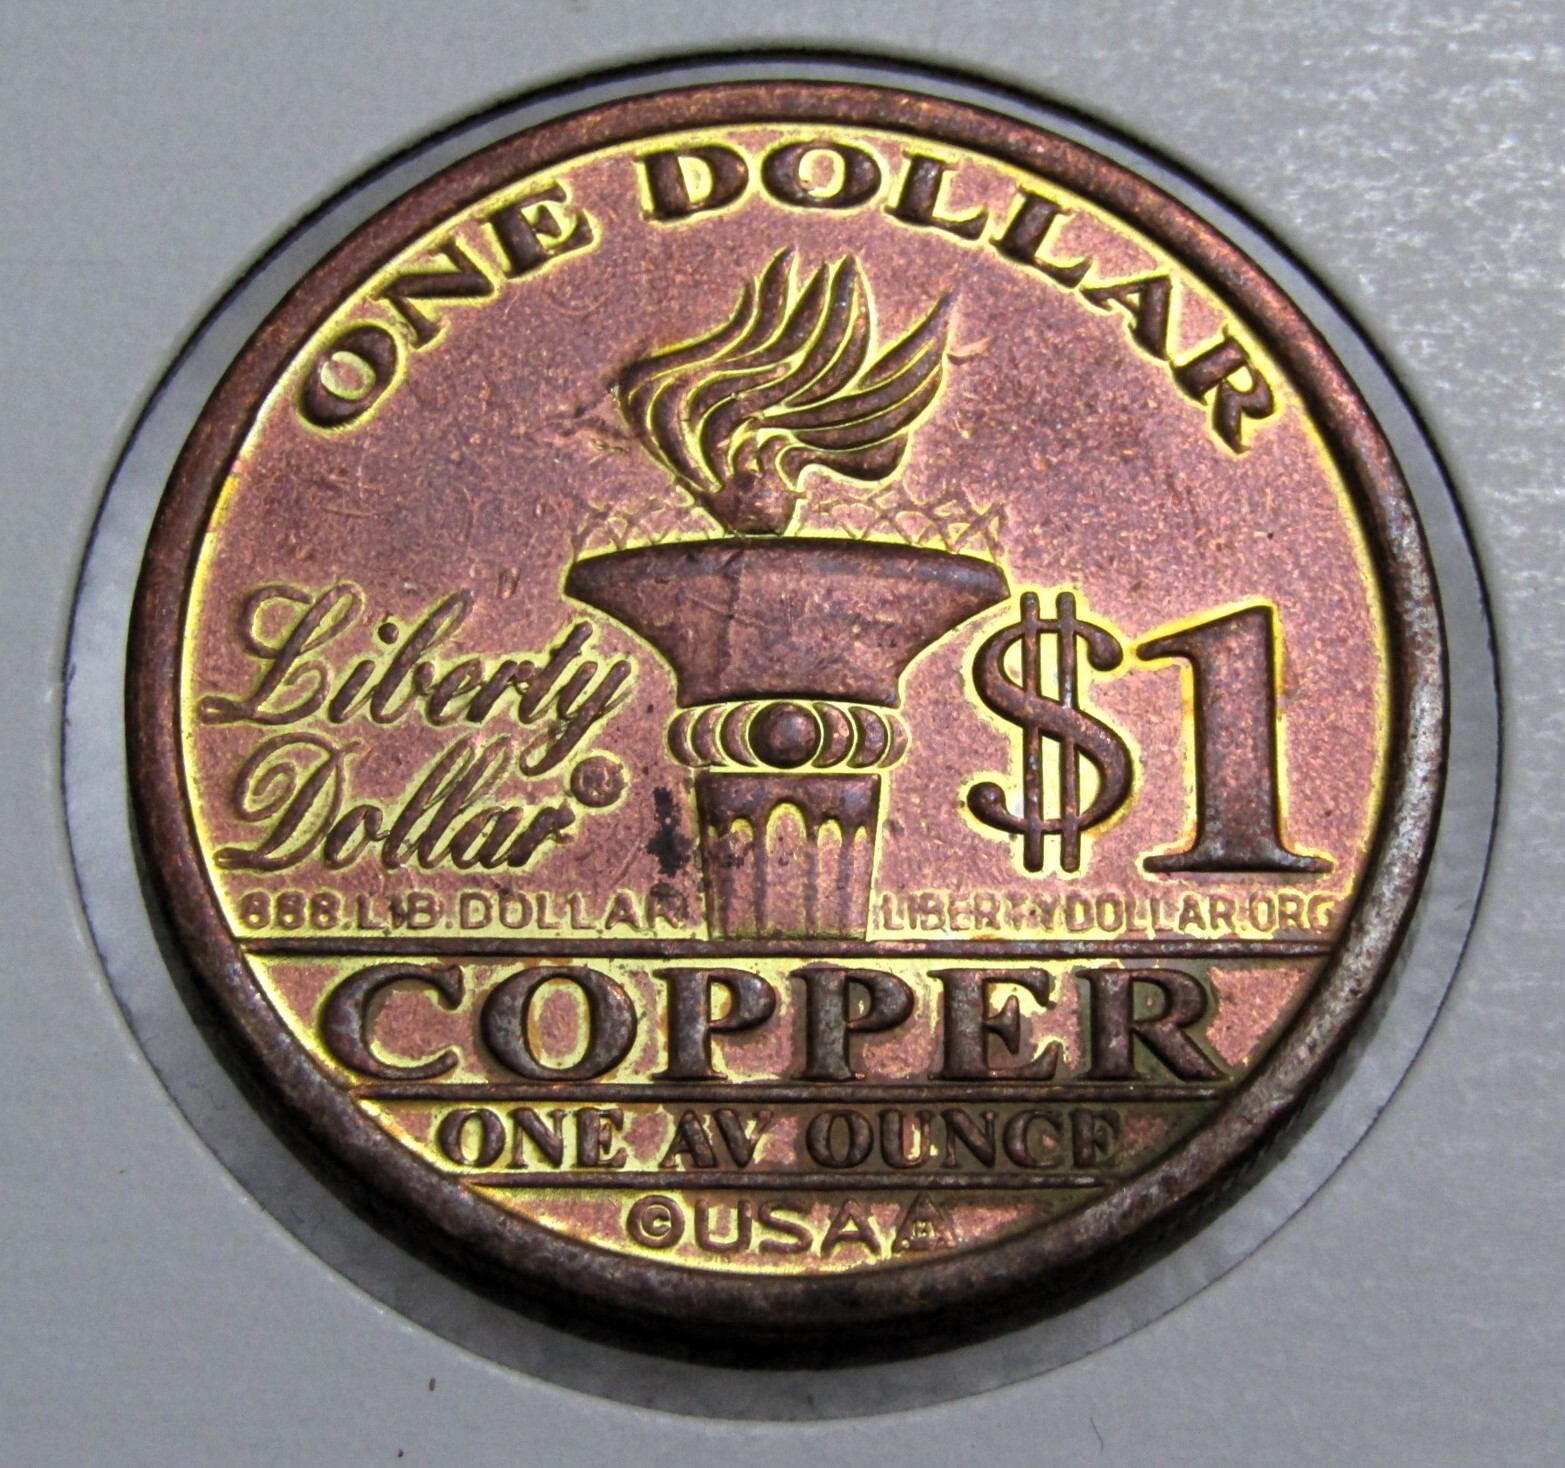 ONE DOLLAR
Liberty
Dollar
$1
888.LIB.DOLLAR
LIBERTYDOLLAR.ORG
COPPER
ONE AV OUNCE
©USA